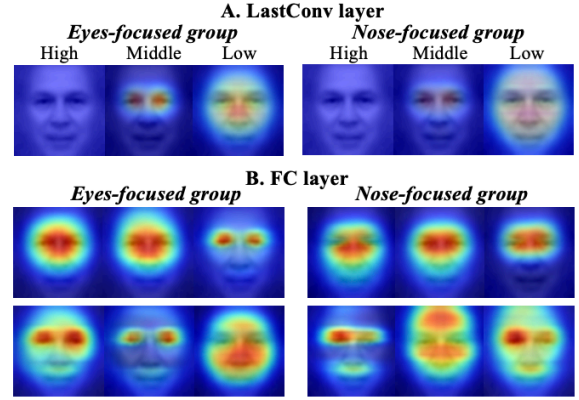 A. LastConv layer
Eyes-focused group Nose-focused group
High Middle Low High Middle Low
B. FC layer
Eyes-focused group Nose-focused group